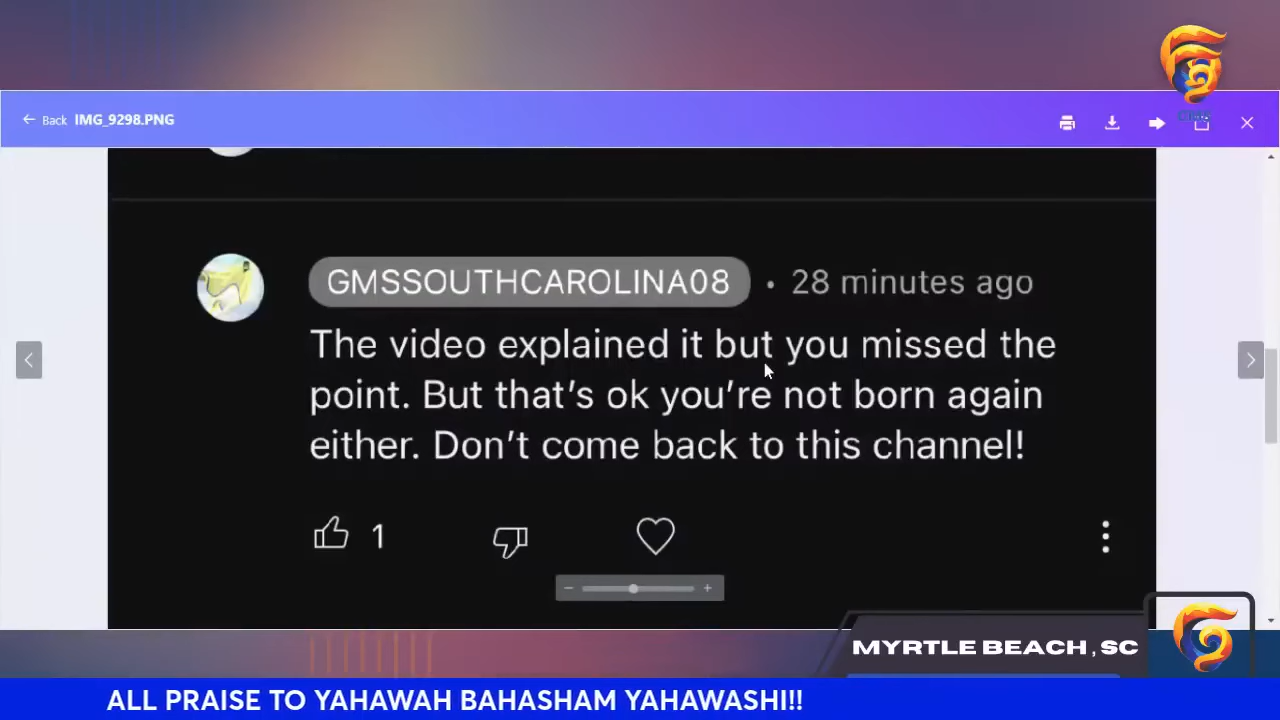 Back IMG_9298.PNG
GMSSOUTHCAROLINA08 • 28 minutes ago
The video explained it but you missed the
point. But that’s ok you’re not born again
either. Don’t come back to this channel!
1
MYRTLE BEACH, SC
ALL PRAISE TO YAHAWAH BAHASHAM YAHAWASHI!!